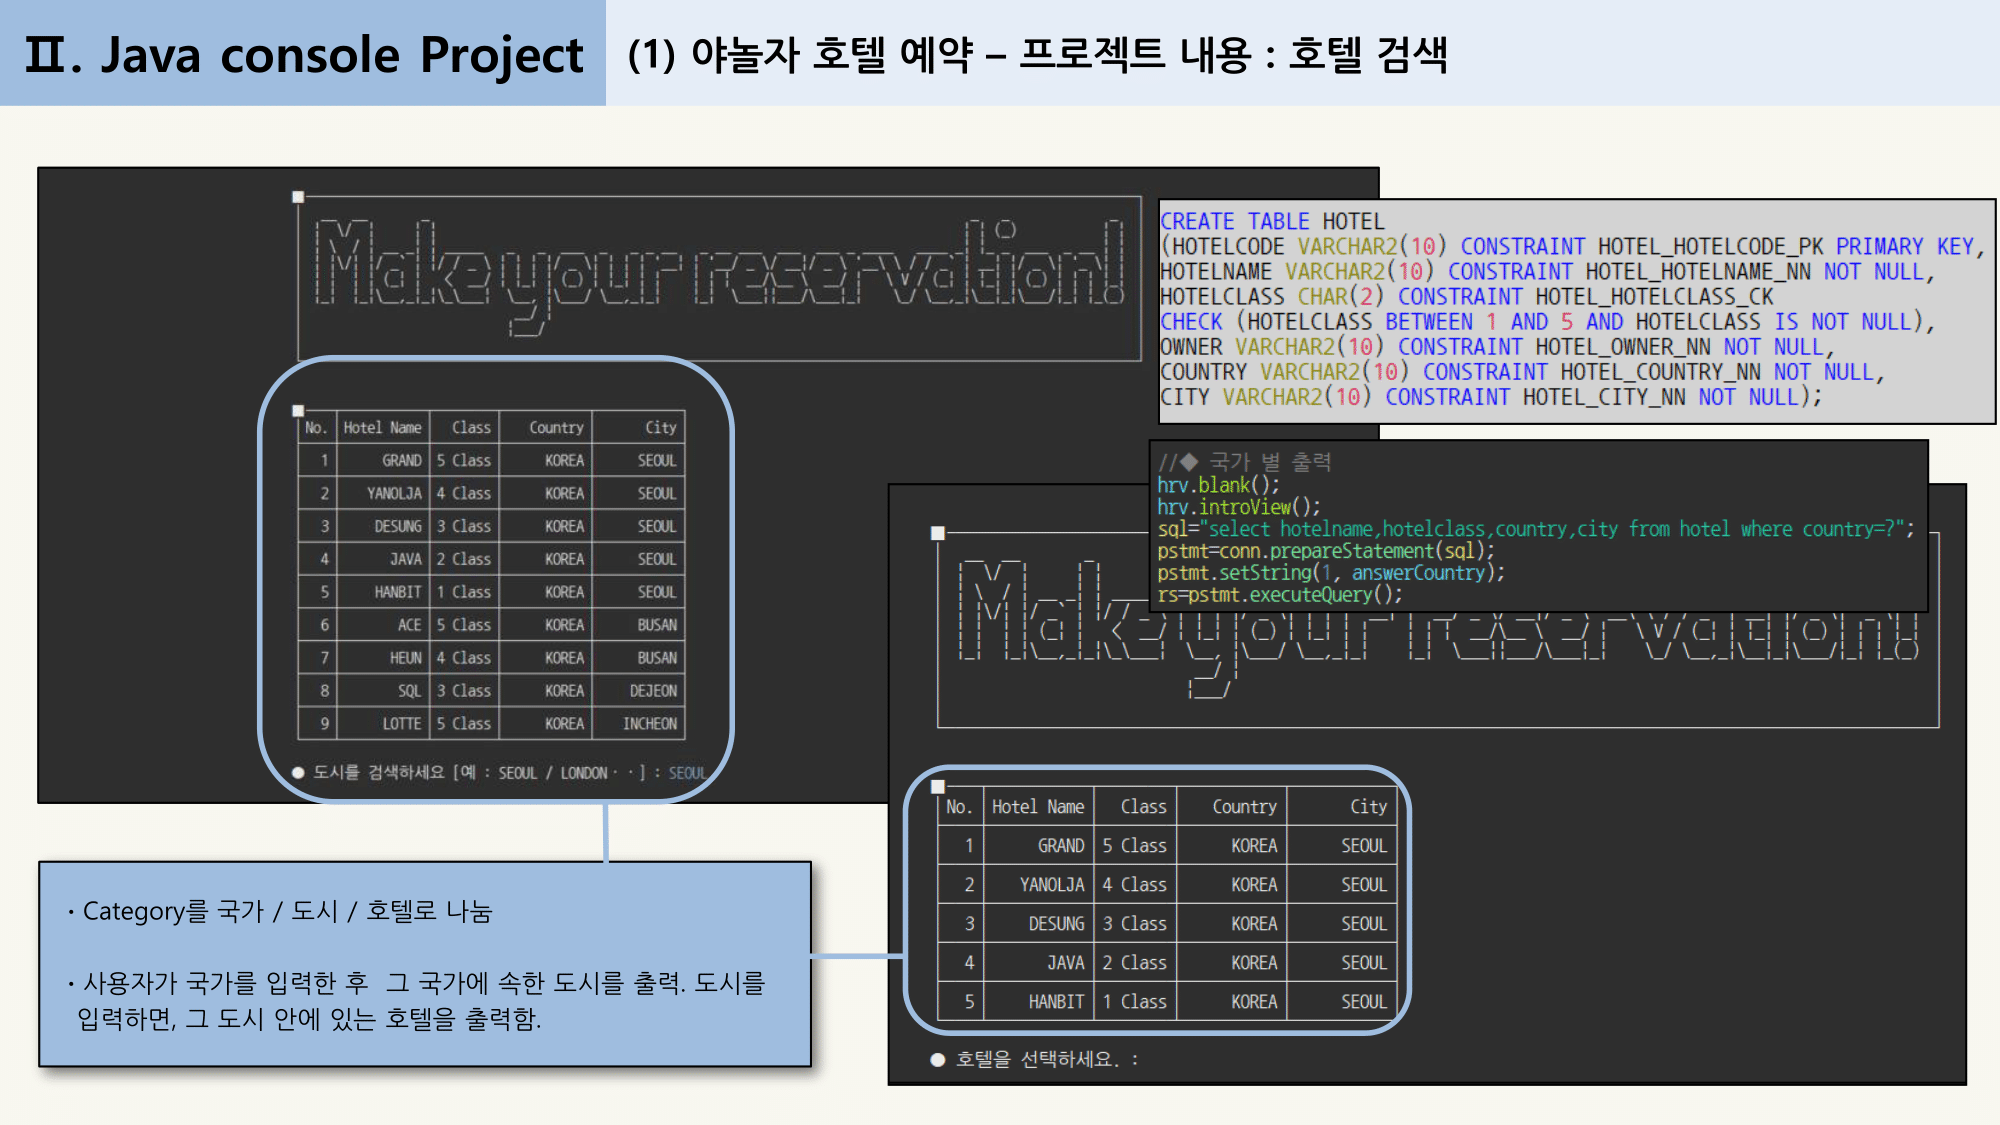 Ⅱ. Java console Project
(1) 야놀자 호텔 예약 – 프로젝트 내용 : 호텔 검색
Make your reservation!
No. Hotel Name Class Country City
1 GRAND 5 Class KOREA SEOUL
2 YANOLJA 4 Class KOREA SEOUL
3 DESUNG 3 Class KOREA SEOUL
4 JAVA 2 Class KOREA SEOUL
5 HANBIT 1 Class KOREA SEOUL
6 ACE 5 Class KOREA BUSAN
7 HEUN 4 Class KOREA BUSAN
8 SQL 3 Class KOREA DEJEON
9 LOTTE 5 Class KOREA INCHEON
● 도시를 검색하세요 [예 : SEOUL / LONDON · ·] : SEOUL
CREATE TABLE HOTEL
(HOTELCODE VARCHAR2(10) CONSTRAINT HOTEL_HOTELCODE_PK PRIMARY KEY,
HOTELNAME VARCHAR2(10) CONSTRAINT HOTEL_HOTELNAME_NN NOT NULL,
HOTELCLASS CHAR(2) CONSTRAINT HOTEL_HOTELCLASS_CK
CHECK (HOTELCLASS BETWEEN 1 AND 5 AND HOTELCLASS IS NOT NULL),
OWNER VARCHAR2(10) CONSTRAINT HOTEL_OWNER_NN NOT NULL,
COUNTRY VARCHAR2(10) CONSTRAINT HOTEL_COUNTRY_NN NOT NULL,
CITY VARCHAR2(10) CONSTRAINT HOTEL_CITY_NN NOT NULL);
//◆ 국가 별 출력
hrv.blank();
hrv.introView();
sql="select hotelname,hotelclass,country,city from hotel where country=?";
pstmt=conn.prepareStatement(sql);
pstmt.setString(1, answerCountry);
rs=pstmt.executeQuery();
Make your reservation!
No. Hotel Name Class Country City
1 GRAND 5 Class KOREA SEOUL
2 YANOLJA 4 Class KOREA SEOUL
3 DESUNG 3 Class KOREA SEOUL
4 JAVA 2 Class KOREA SEOUL
5 HANBIT 1 Class KOREA SEOUL
● 호텔을 선택하세요. :
· Category를 국가 / 도시 / 호텔로 나눔
· 사용자가 국가를 입력한 후 그 국가에 속한 도시를 출력. 도시를
입력하면, 그 도시 안에 있는 호텔을 출력함.